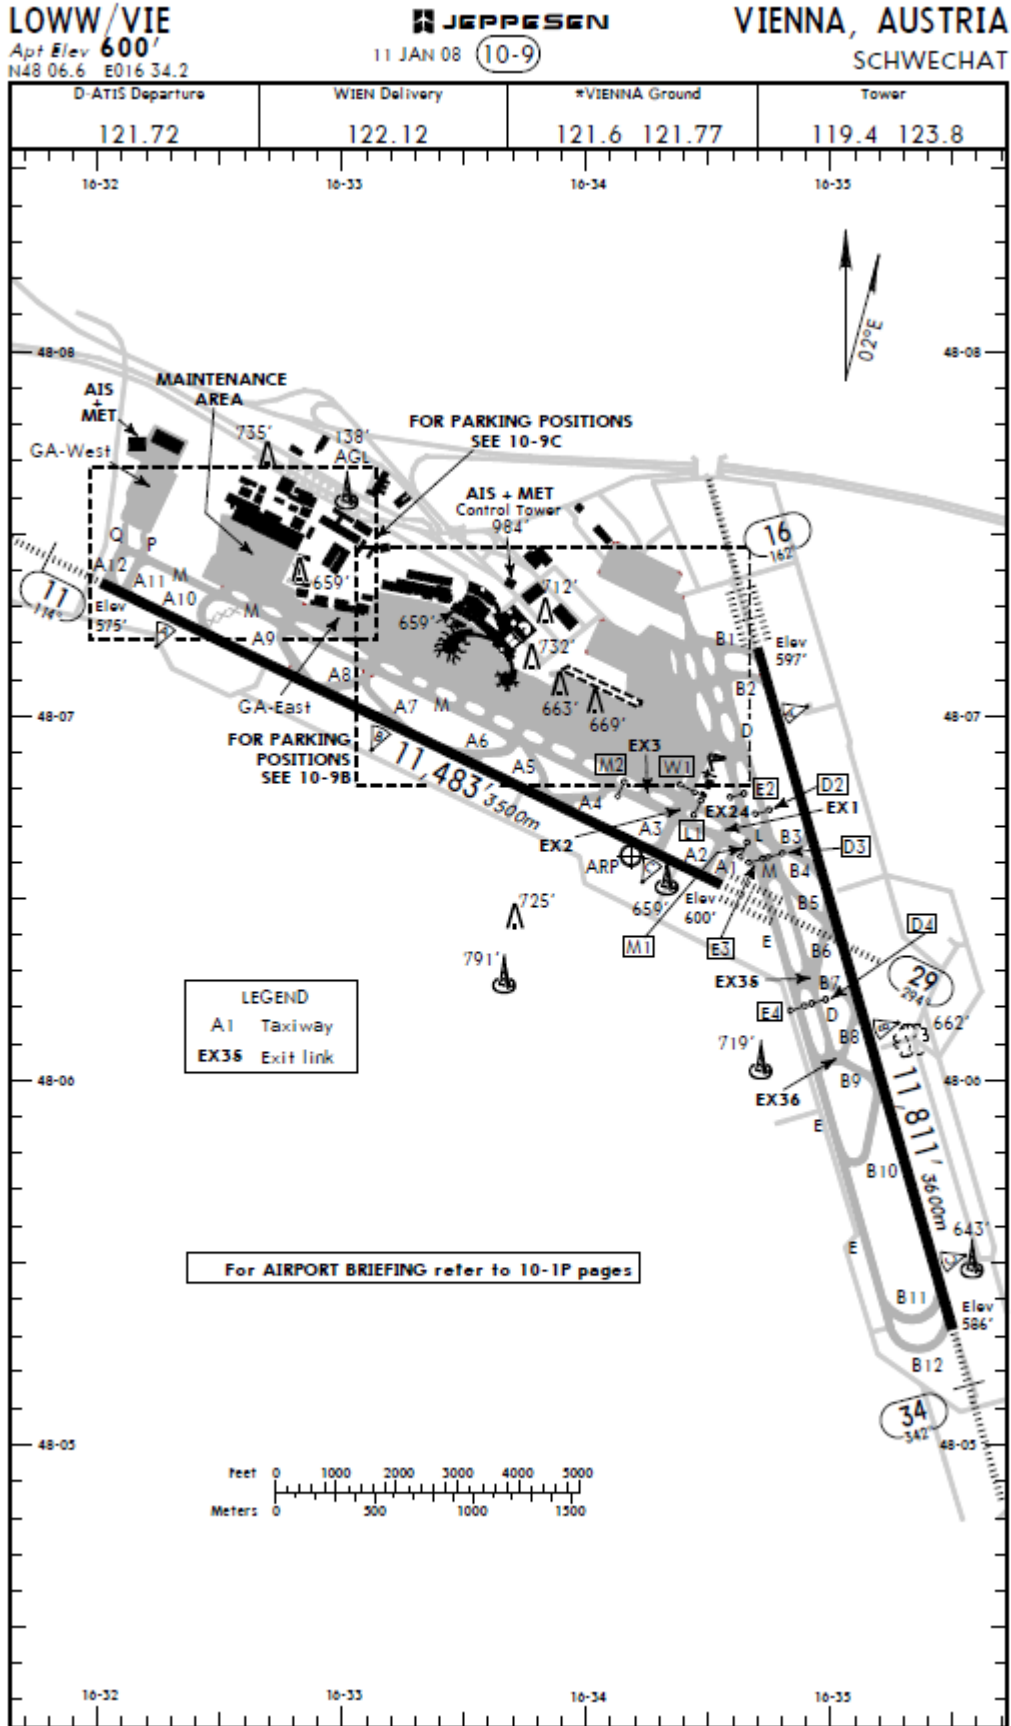 LOWW/VIE
Apt Elev 600'
N48 06.6 E016 34.2
JEPPESEN
11 JAN 08 10-9
VIENNA, AUSTRIA
SCHWECHAT
D-ATIS Departure
121.72
WIEN Delivery
122.12
*VIENNA Ground
121.6 121.77
Tower
119.4 123.8
16-32 16-33 16-34 16-35
02°E
48-08 48-08
MAINTENANCE
AREA
AIS
+
MET
GA-West
735'
138'
AGL
FOR PARKING POSITIONS
SEE 10-9C
AIS + MET
Control Tower
984'
16
162°
Q
P
A12
A11
M
A10
11
114°
Elev
575'
659'
M
A9
659'
712'
732'
B1
Elev
597'
A8
B2
GA-East
A7
M
663'
669'
48-07 48-07
D
FOR PARKING
POSITIONS
SEE 10-9B
B
A6
11,483' 3500m
A5
EX3
M2
W1
E2
D2
A4
EX24
EX1
EX2
A3
L1
L
B3
D3
A2
A1
M
B4
ARP
C
659'
Elev
600'
B5
725'
M1
E3
E
D4
B6
791'
29
294°
EX35
B7
E4
D
LEGEND
A1 Taxiway
EX35 Exit link
B8
B
662'
719'
48-06 48-06
EX36
B9
E
11,811' 3600m
B10
E
643'
C
For AIRPORT BRIEFING refer to 10-1P pages
B11
Elev
586'
B12
34
342°
48-05 48-05
Feet 0 1000 2000 3000 4000 5000
Meters 0 500 1000 1500
16-32 16-33 16-34 16-35